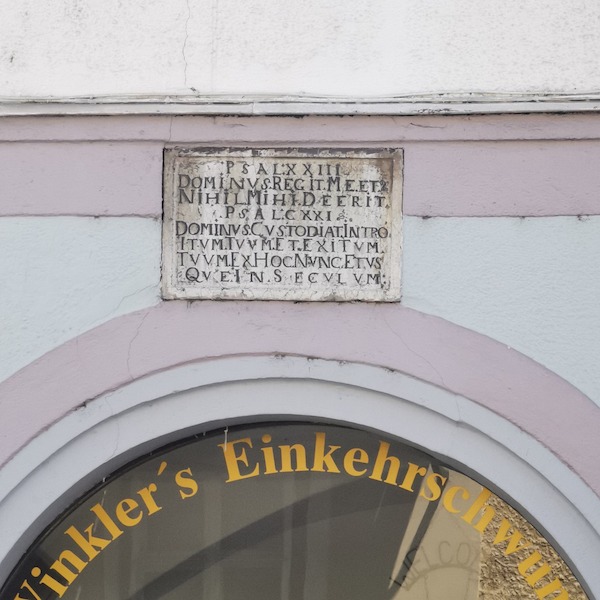 PSAL.XXIII.
DOMINVS.REGIT.ME.ET
NIHIL.MIHI.DEERIT.
PSAL.CXXI.
DOMINVS.CVSTODIAT.INTRO
ITVM.TVVM.ET.EXITVM.
TVVM.EX HOC NVNC.ET VS
QVE IN.SECVLVM.
Winkler´s Einkehrschwung
WELCO